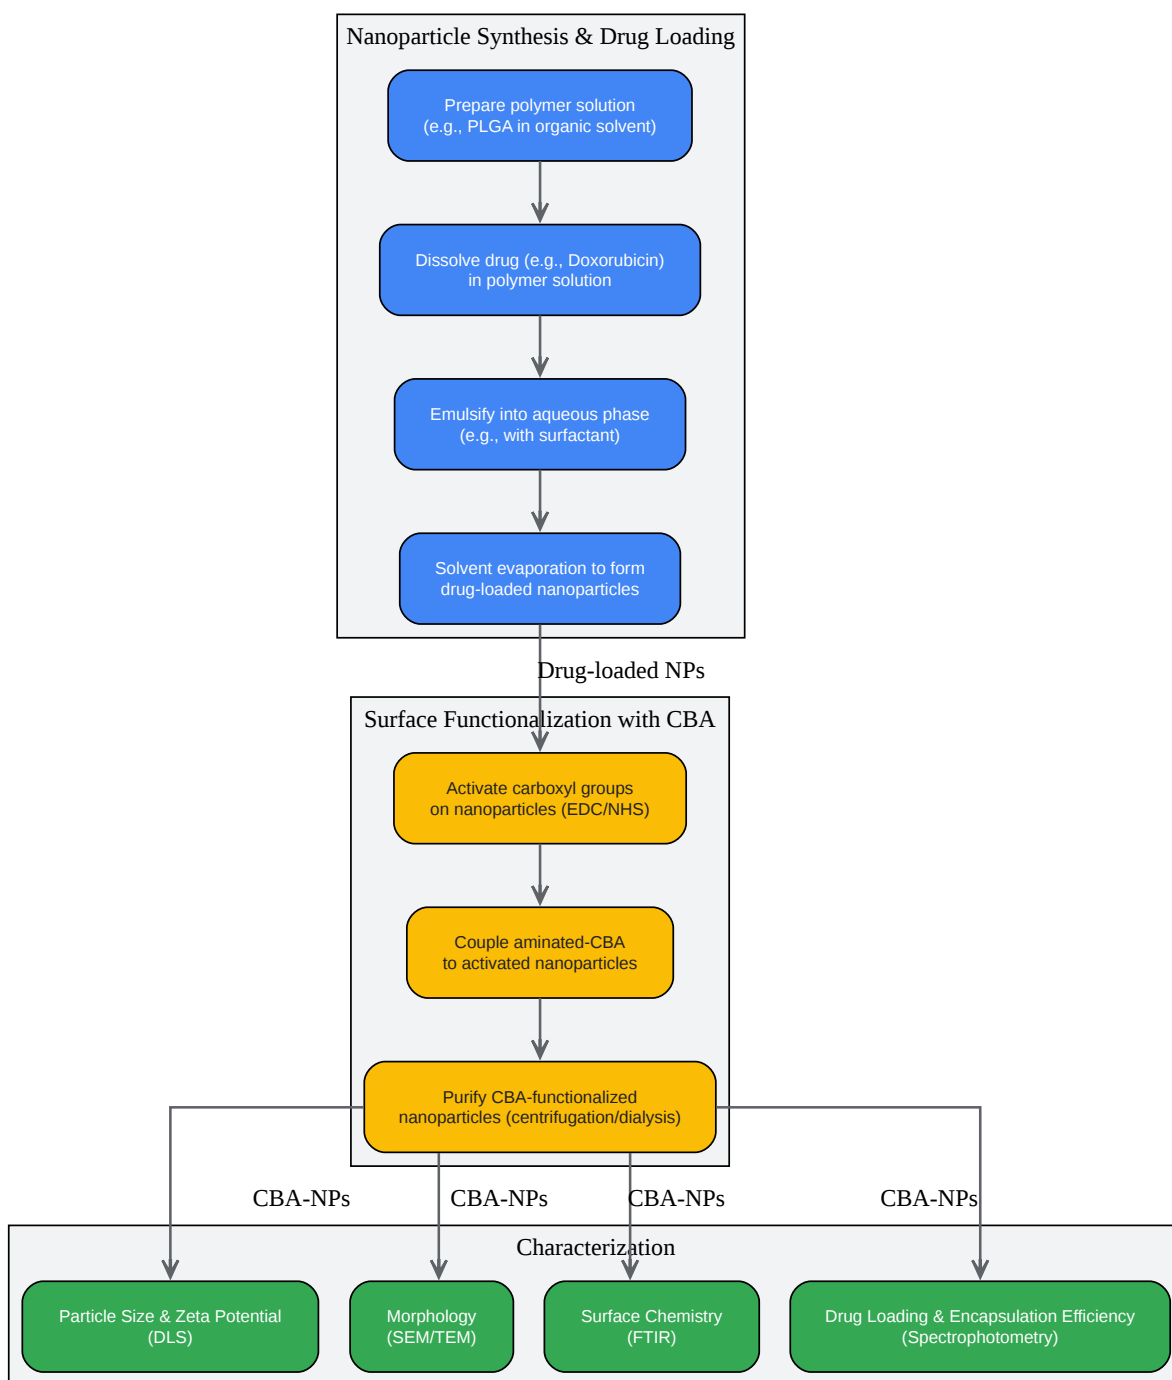 Nanoparticle Synthesis & Drug Loading
Prepare polymer solution
(e.g., PLGA in organic solvent)
Dissolve drug (e.g., Doxorubicin)
in polymer solution
Emulsify into aqueous phase
(e.g., with surfactant)
Solvent evaporation to form
drug-loaded nanoparticles
Drug-loaded NPs
Surface Functionalization with CBA
Activate carboxyl groups
on nanoparticles (EDC/NHS)
Couple aminated-CBA
to activated nanoparticles
Purify CBA-functionalized
nanoparticles (centrifugation/dialysis)
CBA-NPs
CBA-NPs
CBA-NPs
CBA-NPs
Characterization
Particle Size & Zeta Potential
(DLS)
Morphology
(SEM/TEM)
Surface Chemistry
(FTIR)
Drug Loading & Encapsulation Efficiency
(Spectrophotometry)